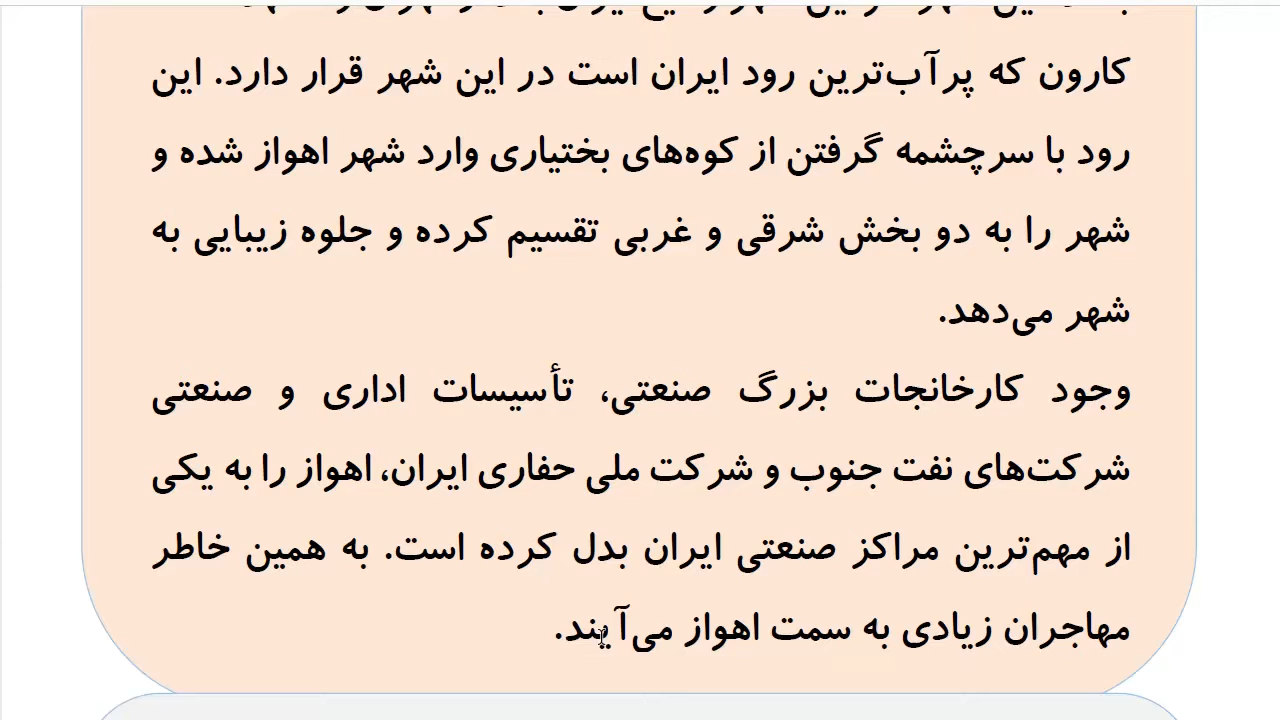 کارون که پرآب‌ترین رود ایران است در این شهر قرار دارد. این
رود با سرچشمه گرفتن از کوه‌های بختیاری وارد شهر اهواز شده و
شهر را به دو بخش شرقی و غربی تقسیم کرده و جلوه زیبایی به
شهر می‌دهد.
وجود کارخانجات بزرگ صنعتی، تأسیسات اداری و صنعتی
شرکت‌های نفت جنوب و شرکت ملی حفاری ایران، اهواز را به یکی
از مهم‌ترین مراکز صنعتی ایران بدل کرده است. به همین خاطر
مهاجران زیادی به سمت اهواز می‌آیند.